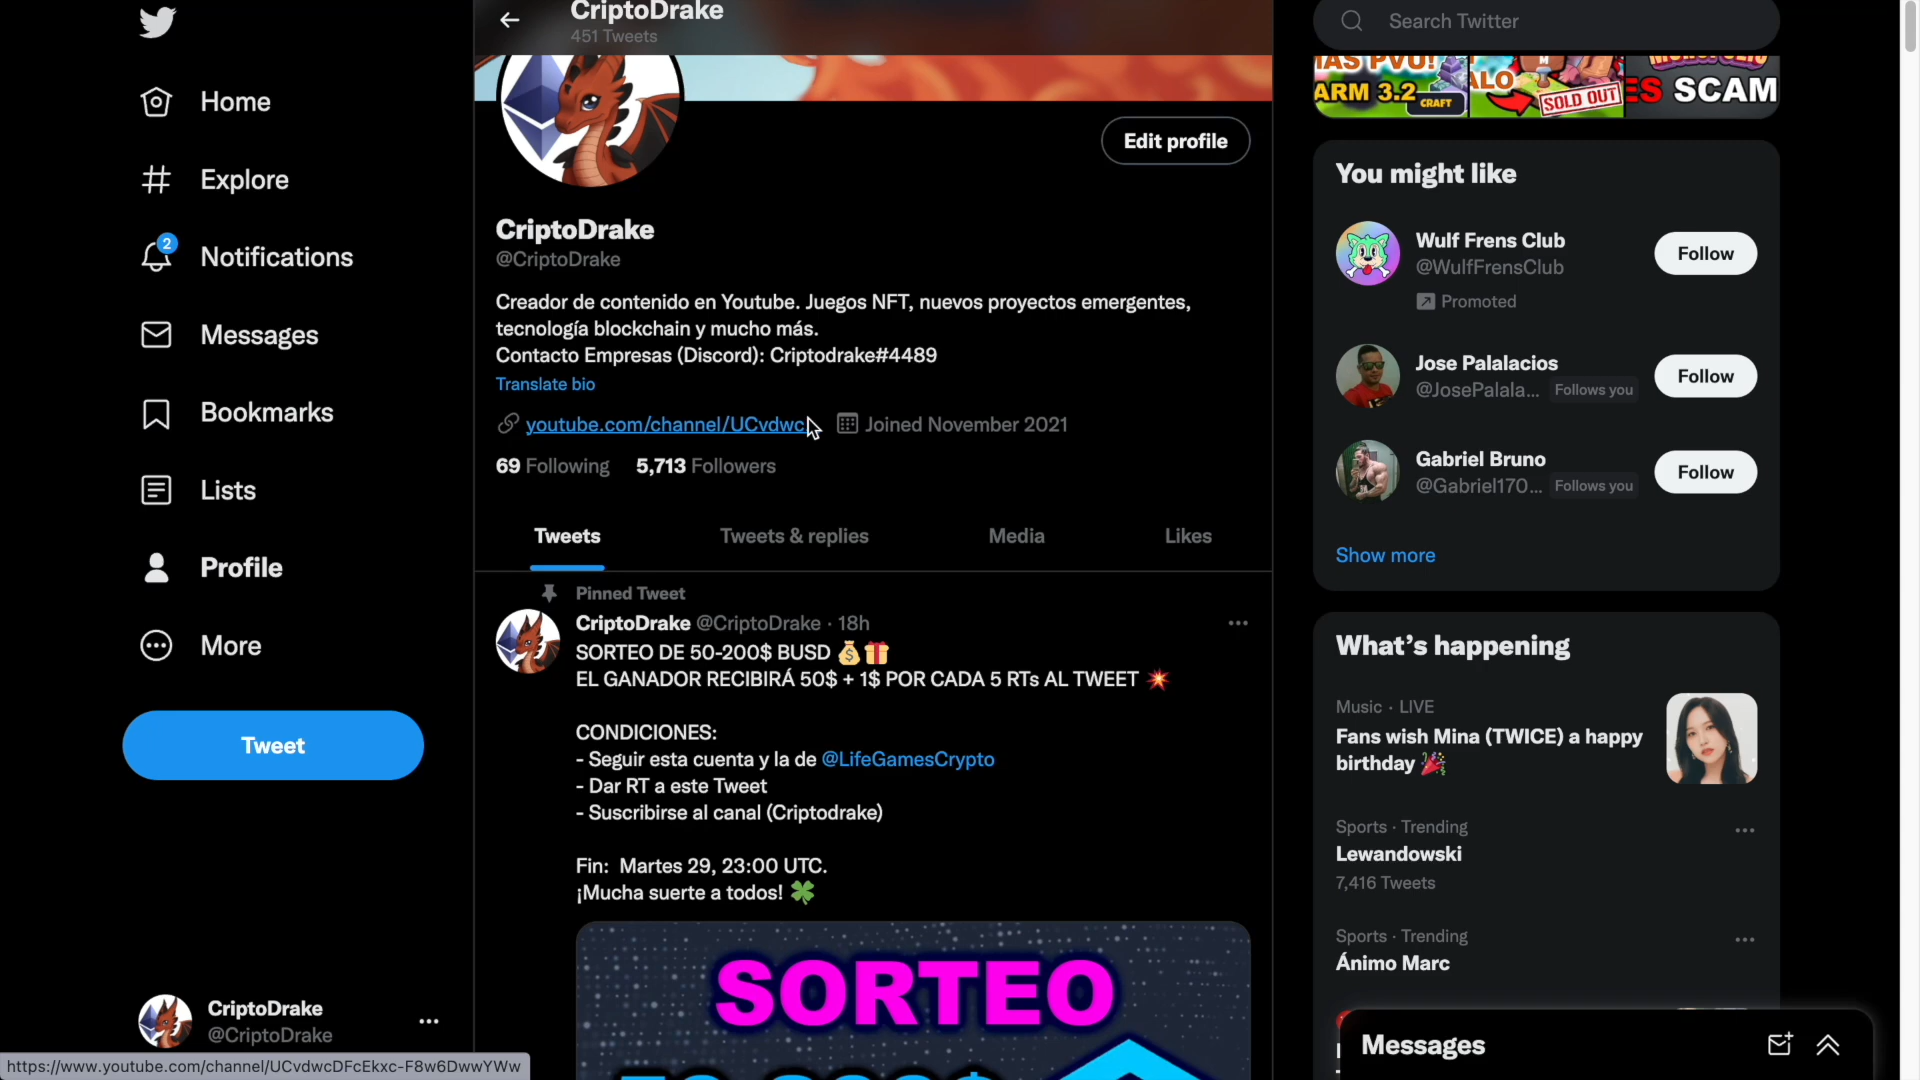 CriptoDrake
451 Tweets
Home
Explore
2
Notifications
Messages
Bookmarks
Lists
Profile
More
Tweet
CriptoDrake
@CriptoDrake
https://www.youtube.com/channel/UCvdwcDFcEkxc-F8w6DwwYWw
Edit profile
CriptoDrake
@CriptoDrake
Creador de contenido en Youtube. Juegos NFT, nuevos proyectos emergentes,
tecnología blockchain y mucho más.
Contacto Empresas (Discord): Criptodrake#4489
Translate bio
youtube.com/channel/UCvdwc
Joined November 2021
69 Following 5,713 Followers
Tweets Tweets & replies Media Likes
Pinned Tweet
CriptoDrake @CriptoDrake · 18h
SORTEO DE 50-200$ BUSD 💰🎁
EL GANADOR RECIBIRÁ 50$ + 1$ POR CADA 5 RTs AL TWEET 💥
CONDICIONES:
- Seguir esta cuenta y la de @LifeGamesCrypto
- Dar RT a este Tweet
- Suscribirse al canal (Criptodrake)
Fin: Martes 29, 23:00 UTC.
¡Mucha suerte a todos! 🍀
SORTEO
Search Twitter
MAS PVU!
ARM 3.2
CRAFT
ALO
SOLD OUT
ES SCAM
You might like
Wulf Frens Club
@WulfFrensClub
Promoted
Follow
Jose Palalacios
@JosePalala... Follows you
Follow
Gabriel Bruno
@Gabriel170... Follows you
Follow
Show more
What's happening
Music · LIVE
Fans wish Mina (TWICE) a happy
birthday 🎉
Sports · Trending
Lewandowski
7,416 Tweets
Sports · Trending
Ánimo Marc
Messages